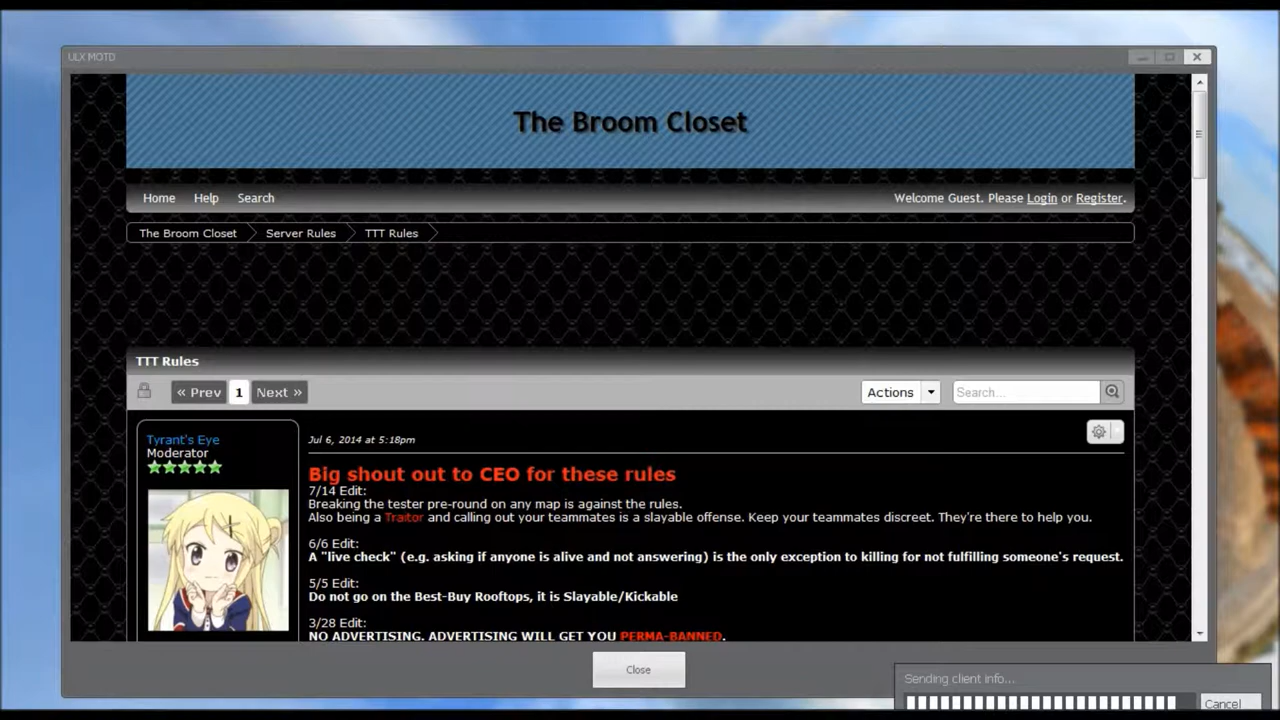 ULX MOTD
The Broom Closet
Home Help Search
Welcome Guest. Please Login or Register.
The Broom Closet Server Rules TTT Rules
TTT Rules
« Prev 1 Next »
Actions Search...
Tyrant's Eye
Moderator
Jul 6, 2014 at 5:18pm
Big shout out to CEO for these rules
7/14 Edit:
Breaking the tester pre-round on any map is against the rules.
Also being a Traitor and calling out your teammates is a slayable offense. Keep your teammates discreet. They're there to help you.
6/6 Edit:
A "live check" (e.g. asking if anyone is alive and not answering) is the only exception to killing for not fulfilling someone's request.
5/5 Edit:
Do not go on the Best-Buy Rooftops, it is Slayable/Kickable
3/28 Edit:
NO ADVERTISING. ADVERTISING WILL GET YOU PERMA-BANNED.
Close
Sending client info...
Cancel